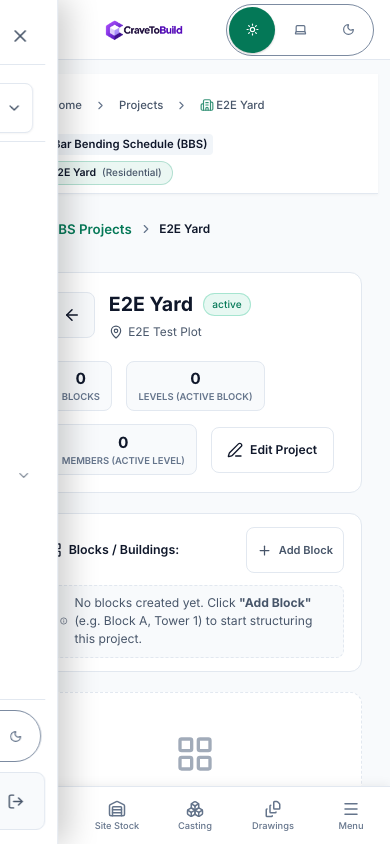 CraveToBuild
ome > Projects > E2E Yard
Bar Bending Schedule (BBS)
E2E Yard (Residential)
BS Projects > E2E Yard
E2E Yard active
E2E Test Plot
0
BLOCKS
0
LEVELS (ACTIVE BLOCK)
0
MEMBERS (ACTIVE LEVEL)
Edit Project
Blocks / Buildings:
Add Block
No blocks created yet. Click "Add Block"
(e.g. Block A, Tower 1) to start structuring
this project.
Site Stock
Casting
Drawings
Menu